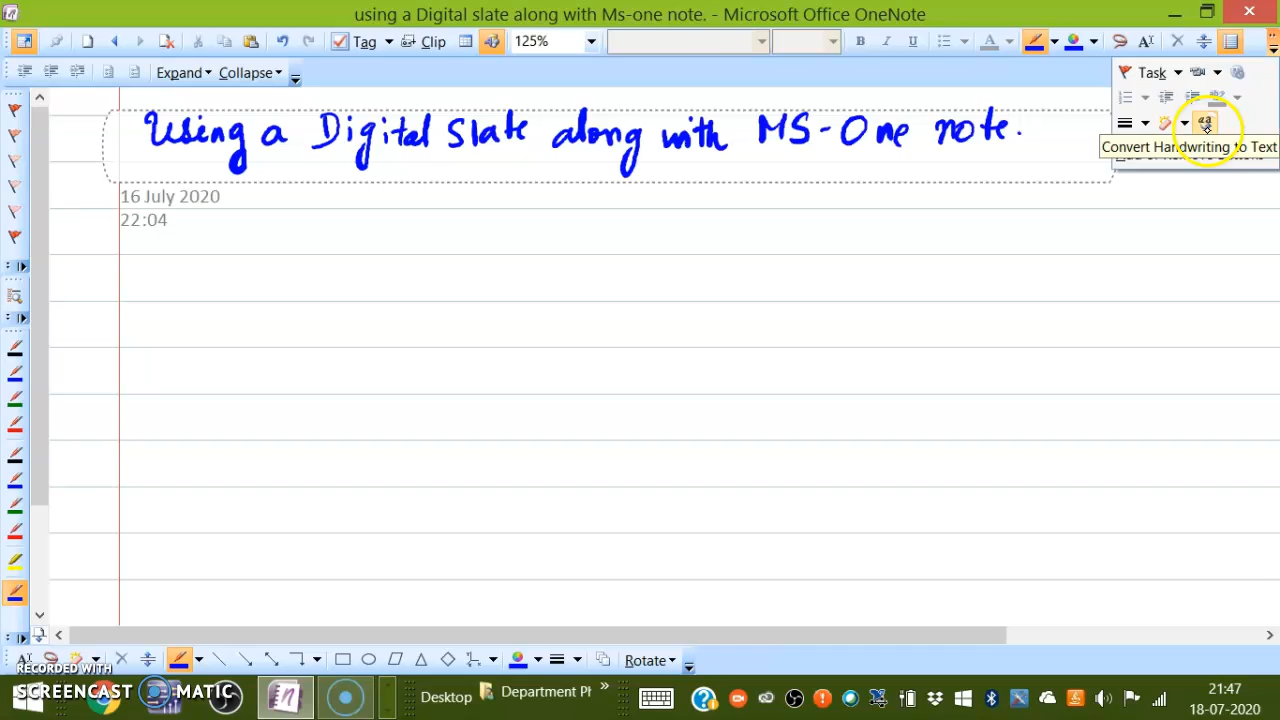 using a Digital slate along with Ms-one note. - Microsoft Office OneNote
Tag
Clip
125%
B I U
A
Expand Collapse
Task
Convert Handwriting to Text
Using a Digital Slate along with MS-One note.
16 July 2020
22:04
Rotate
RECORDED WITH
SCREENCAST MATIC
Desktop
Department Ph
21:47
18-07-2020